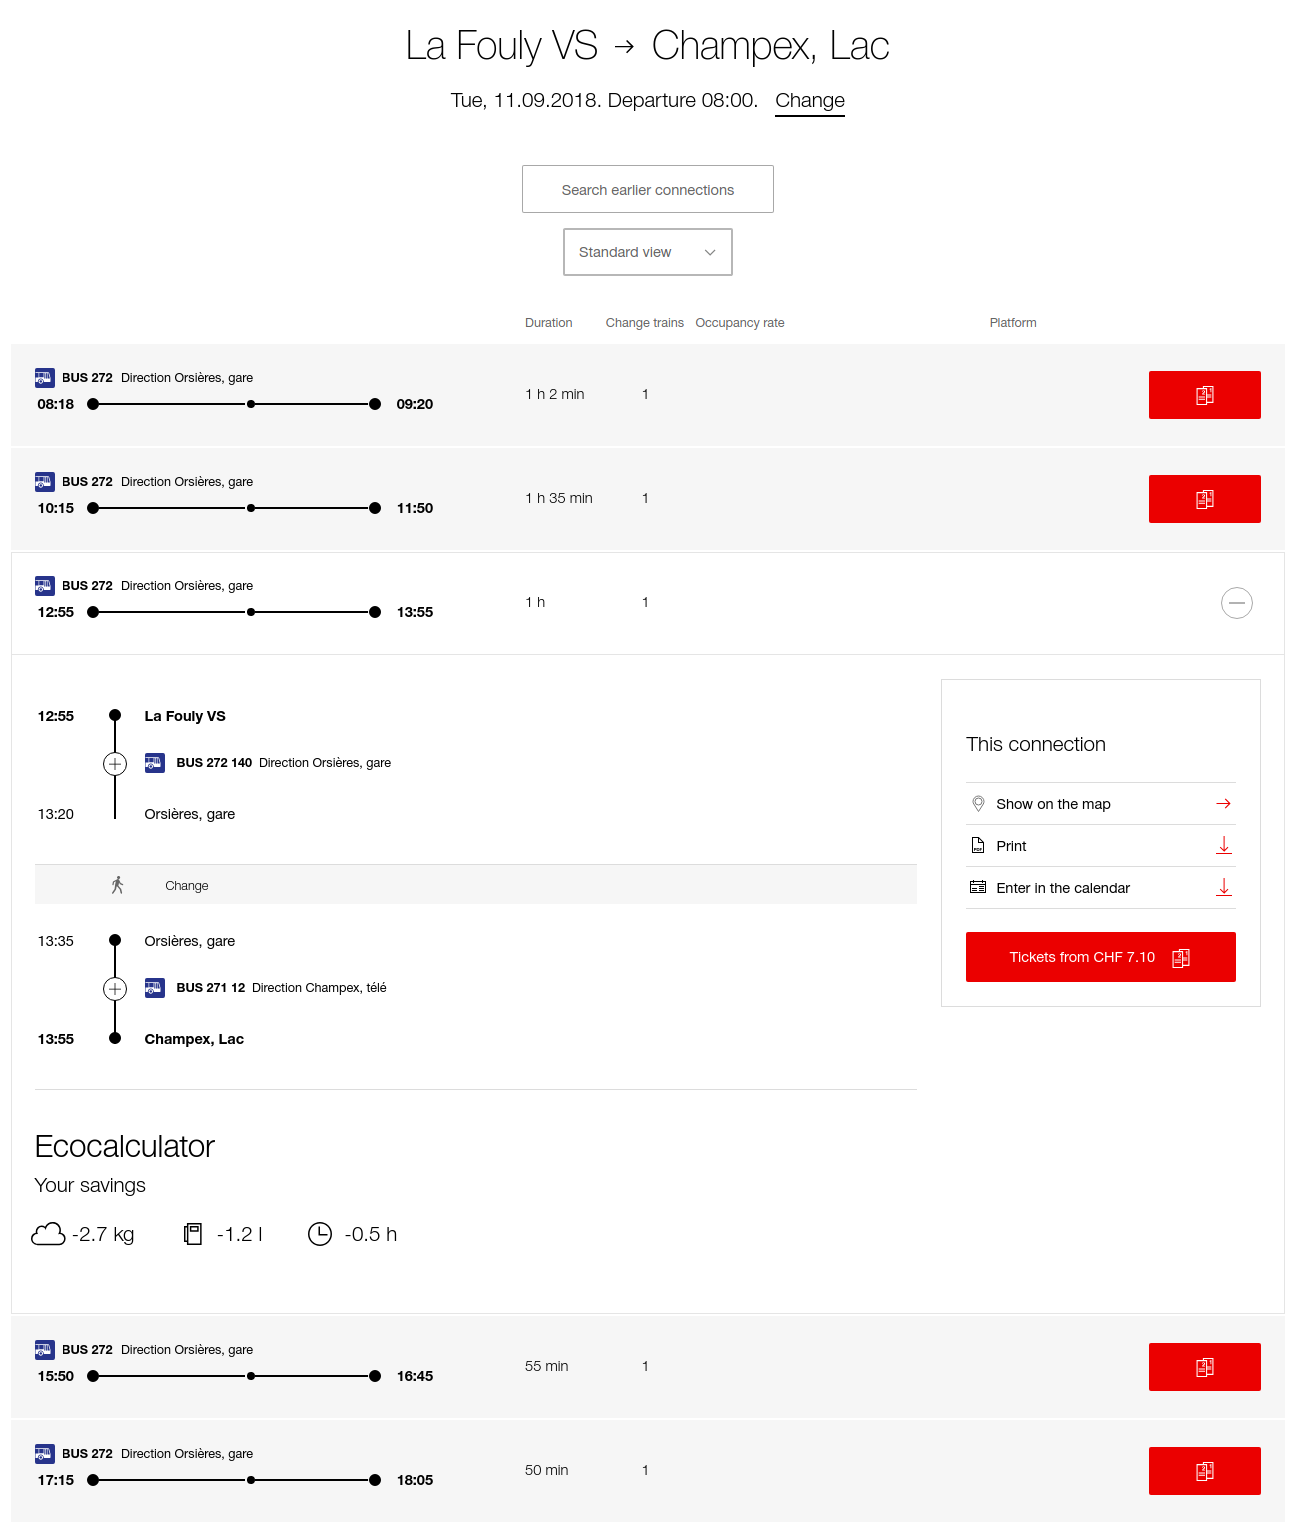 La Fouly VS → Champex, Lac
Tue, 11.09.2018. Departure 08:00. Change
Search earlier connections
Standard view
Duration Change trains Occupancy rate Platform
BUS 272 Direction Orsières, gare
08:18 09:20 1 h 2 min 1
BUS 272 Direction Orsières, gare
10:15 11:50 1 h 35 min 1
BUS 272 Direction Orsières, gare
12:55 13:55 1 h 1
12:55 La Fouly VS
BUS 272 140 Direction Orsières, gare
13:20 Orsières, gare
Change
13:35 Orsières, gare
BUS 271 12 Direction Champex, télé
13:55 Champex, Lac
This connection
Show on the map
Print
Enter in the calendar
Tickets from CHF 7.10
Ecocalculator
Your savings
-2.7 kg -1.2 l -0.5 h
BUS 272 Direction Orsières, gare
15:50 16:45 55 min 1
BUS 272 Direction Orsières, gare
17:15 18:05 50 min 1